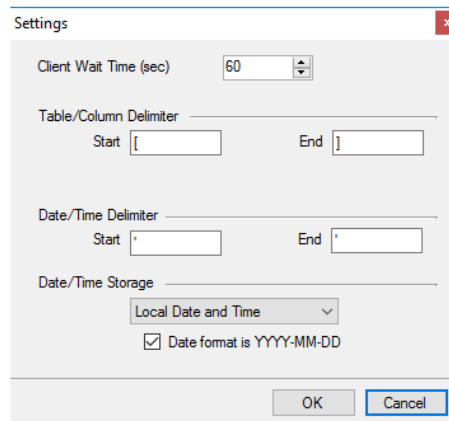 Settings
x
Client Wait Time (sec) 60
Table/Column Delimiter
Start [ End ]
Date/Time Delimiter
Start ' End '
Date/Time Storage
Local Date and Time
Date format is YYYY-MM-DD
OK Cancel